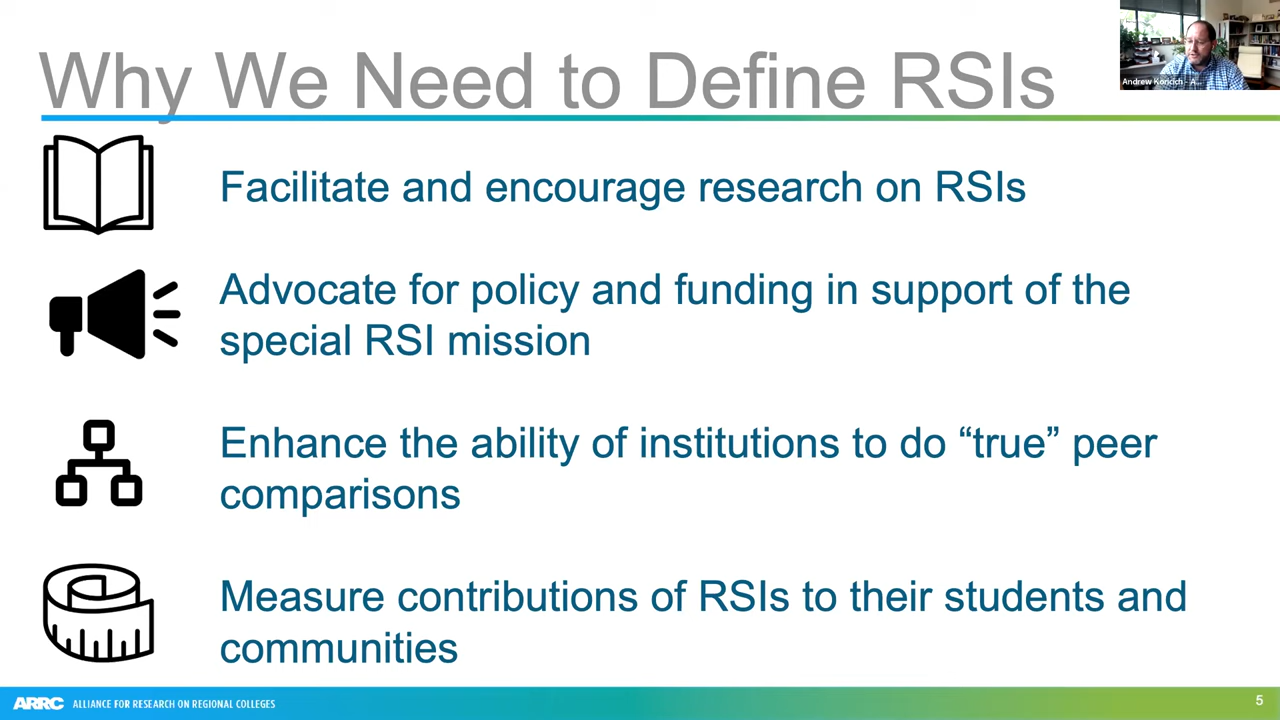 Why We Need to Define RSIs
Andrew Koricich - A...
Facilitate and encourage research on RSIs
Advocate for policy and funding in support of the
special RSI mission
Enhance the ability of institutions to do “true” peer
comparisons
Measure contributions of RSIs to their students and
communities
ARRC ALLIANCE FOR RESEARCH ON REGIONAL COLLEGES
5